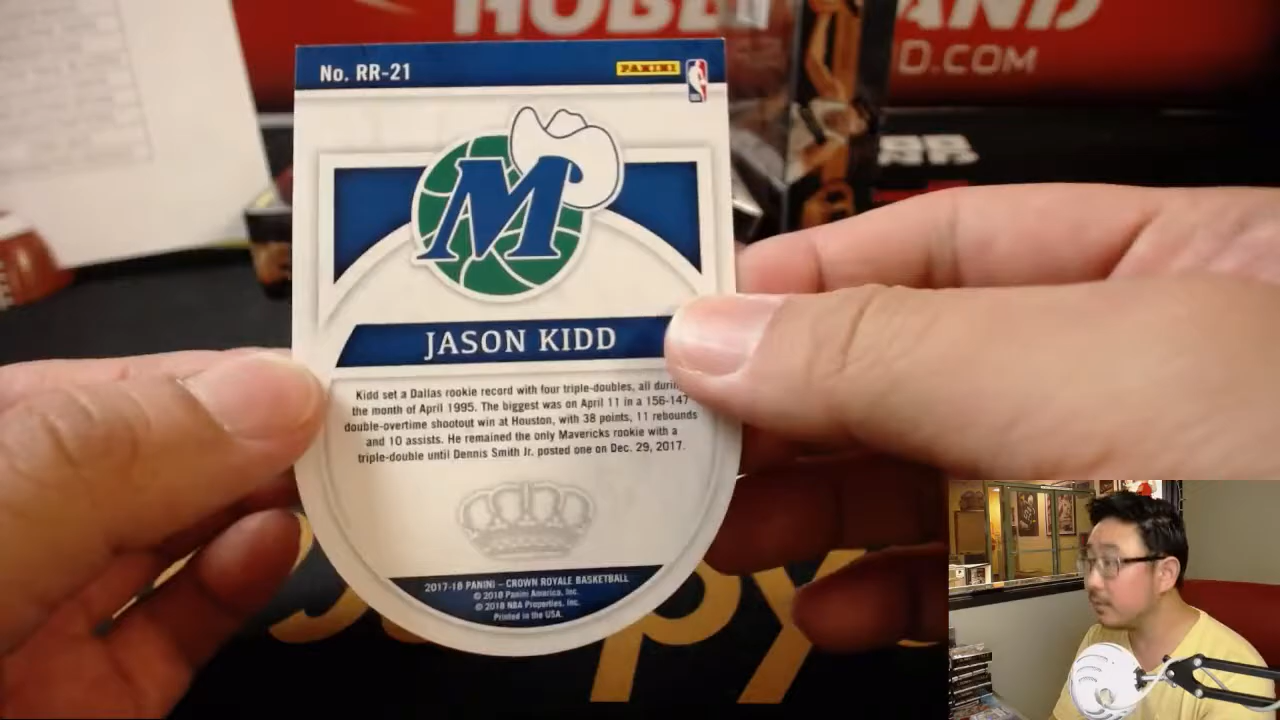 No. RR-21
PANINI
M
JASON KIDD
Kidd set a Dallas rookie record with four triple-doubles, all
the month of April 1995. The biggest was on April 11 in a 156-147
double-overtime shootout win at Houston, with 38 points, 11 rebounds
and 10 assists. He remained the only Mavericks rookie with a
triple-double until Dennis Smith Jr. posted one on Dec. 29, 2017.
2017-18 PANINI – CROWN ROYALE BASKETBALL
© 2018 Panini America, Inc.
© 2018 NBA Properties, Inc.
Printed in the USA.